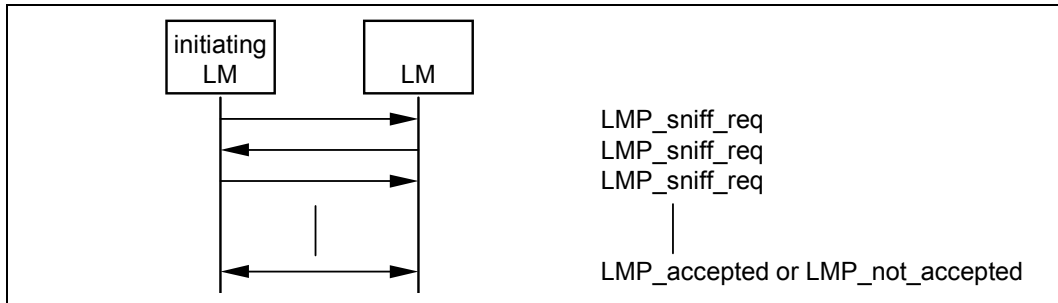 initiating
LM
LM
LMP_sniff_req
LMP_sniff_req
LMP_sniff_req
LMP_accepted or LMP_not_accepted